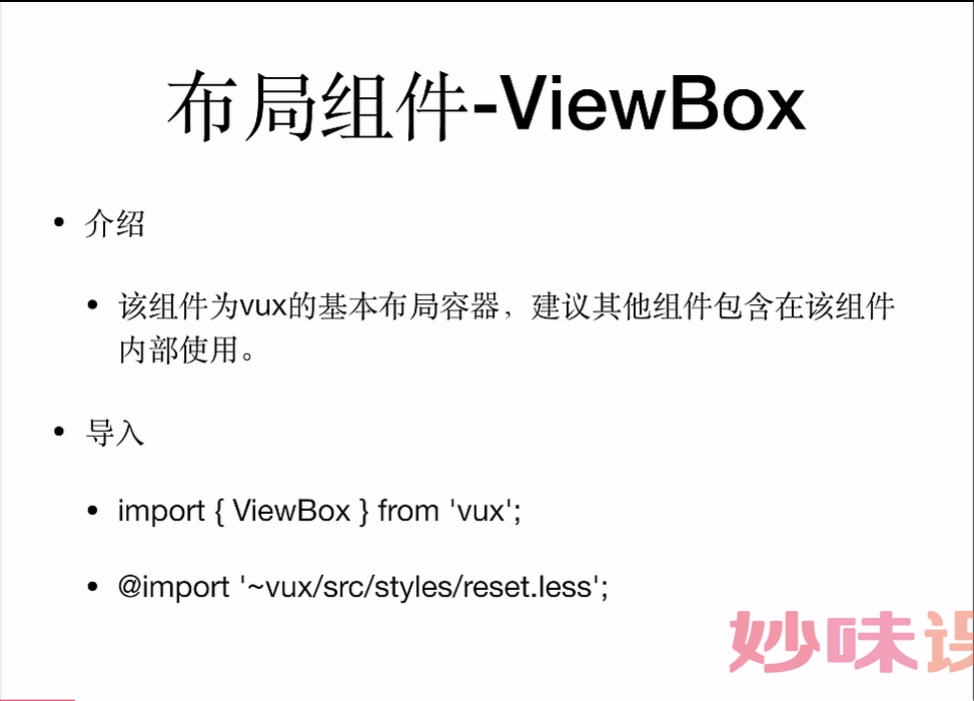 布局组件-ViewBox
• 介绍
• 该组件为vux的基本布局容器，建议其他组件包含在该组件
内部使用。
• 导入
• import { ViewBox } from 'vux';
• @import '~vux/src/styles/reset.less';
妙味